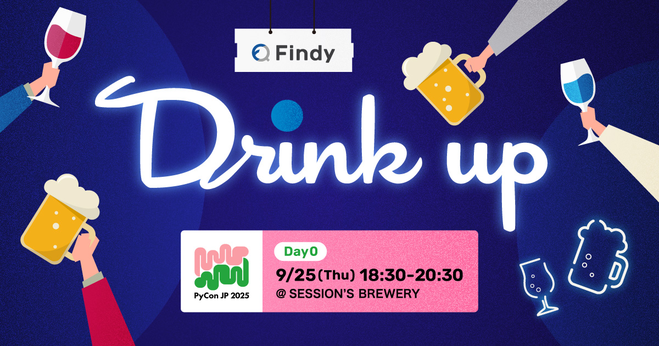 Findy
Drink up
PyCon JP 2025
Day0
9/25(Thu) 18:30-20:30
@ SESSION'S BREWERY